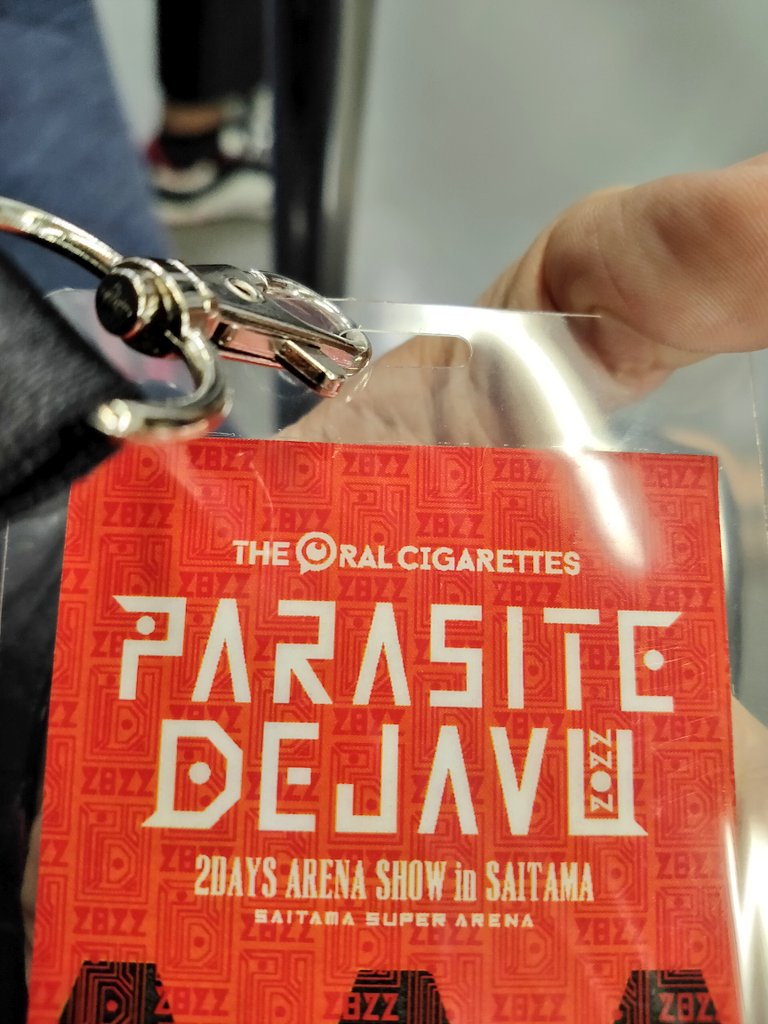 THE ORAL CIGARETTES
PARASITE
DEJAVU
2022
2DAYS ARENA SHOW in SAITAMA
SAITAMA SUPER ARENA